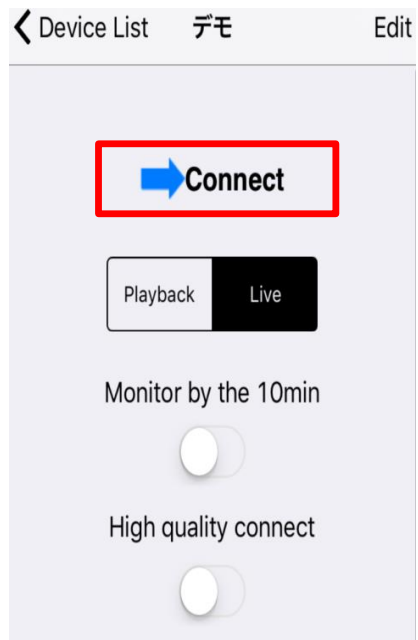 Device List デモ Edit
Connect
Playback Live
Monitor by the 10min
High quality connect